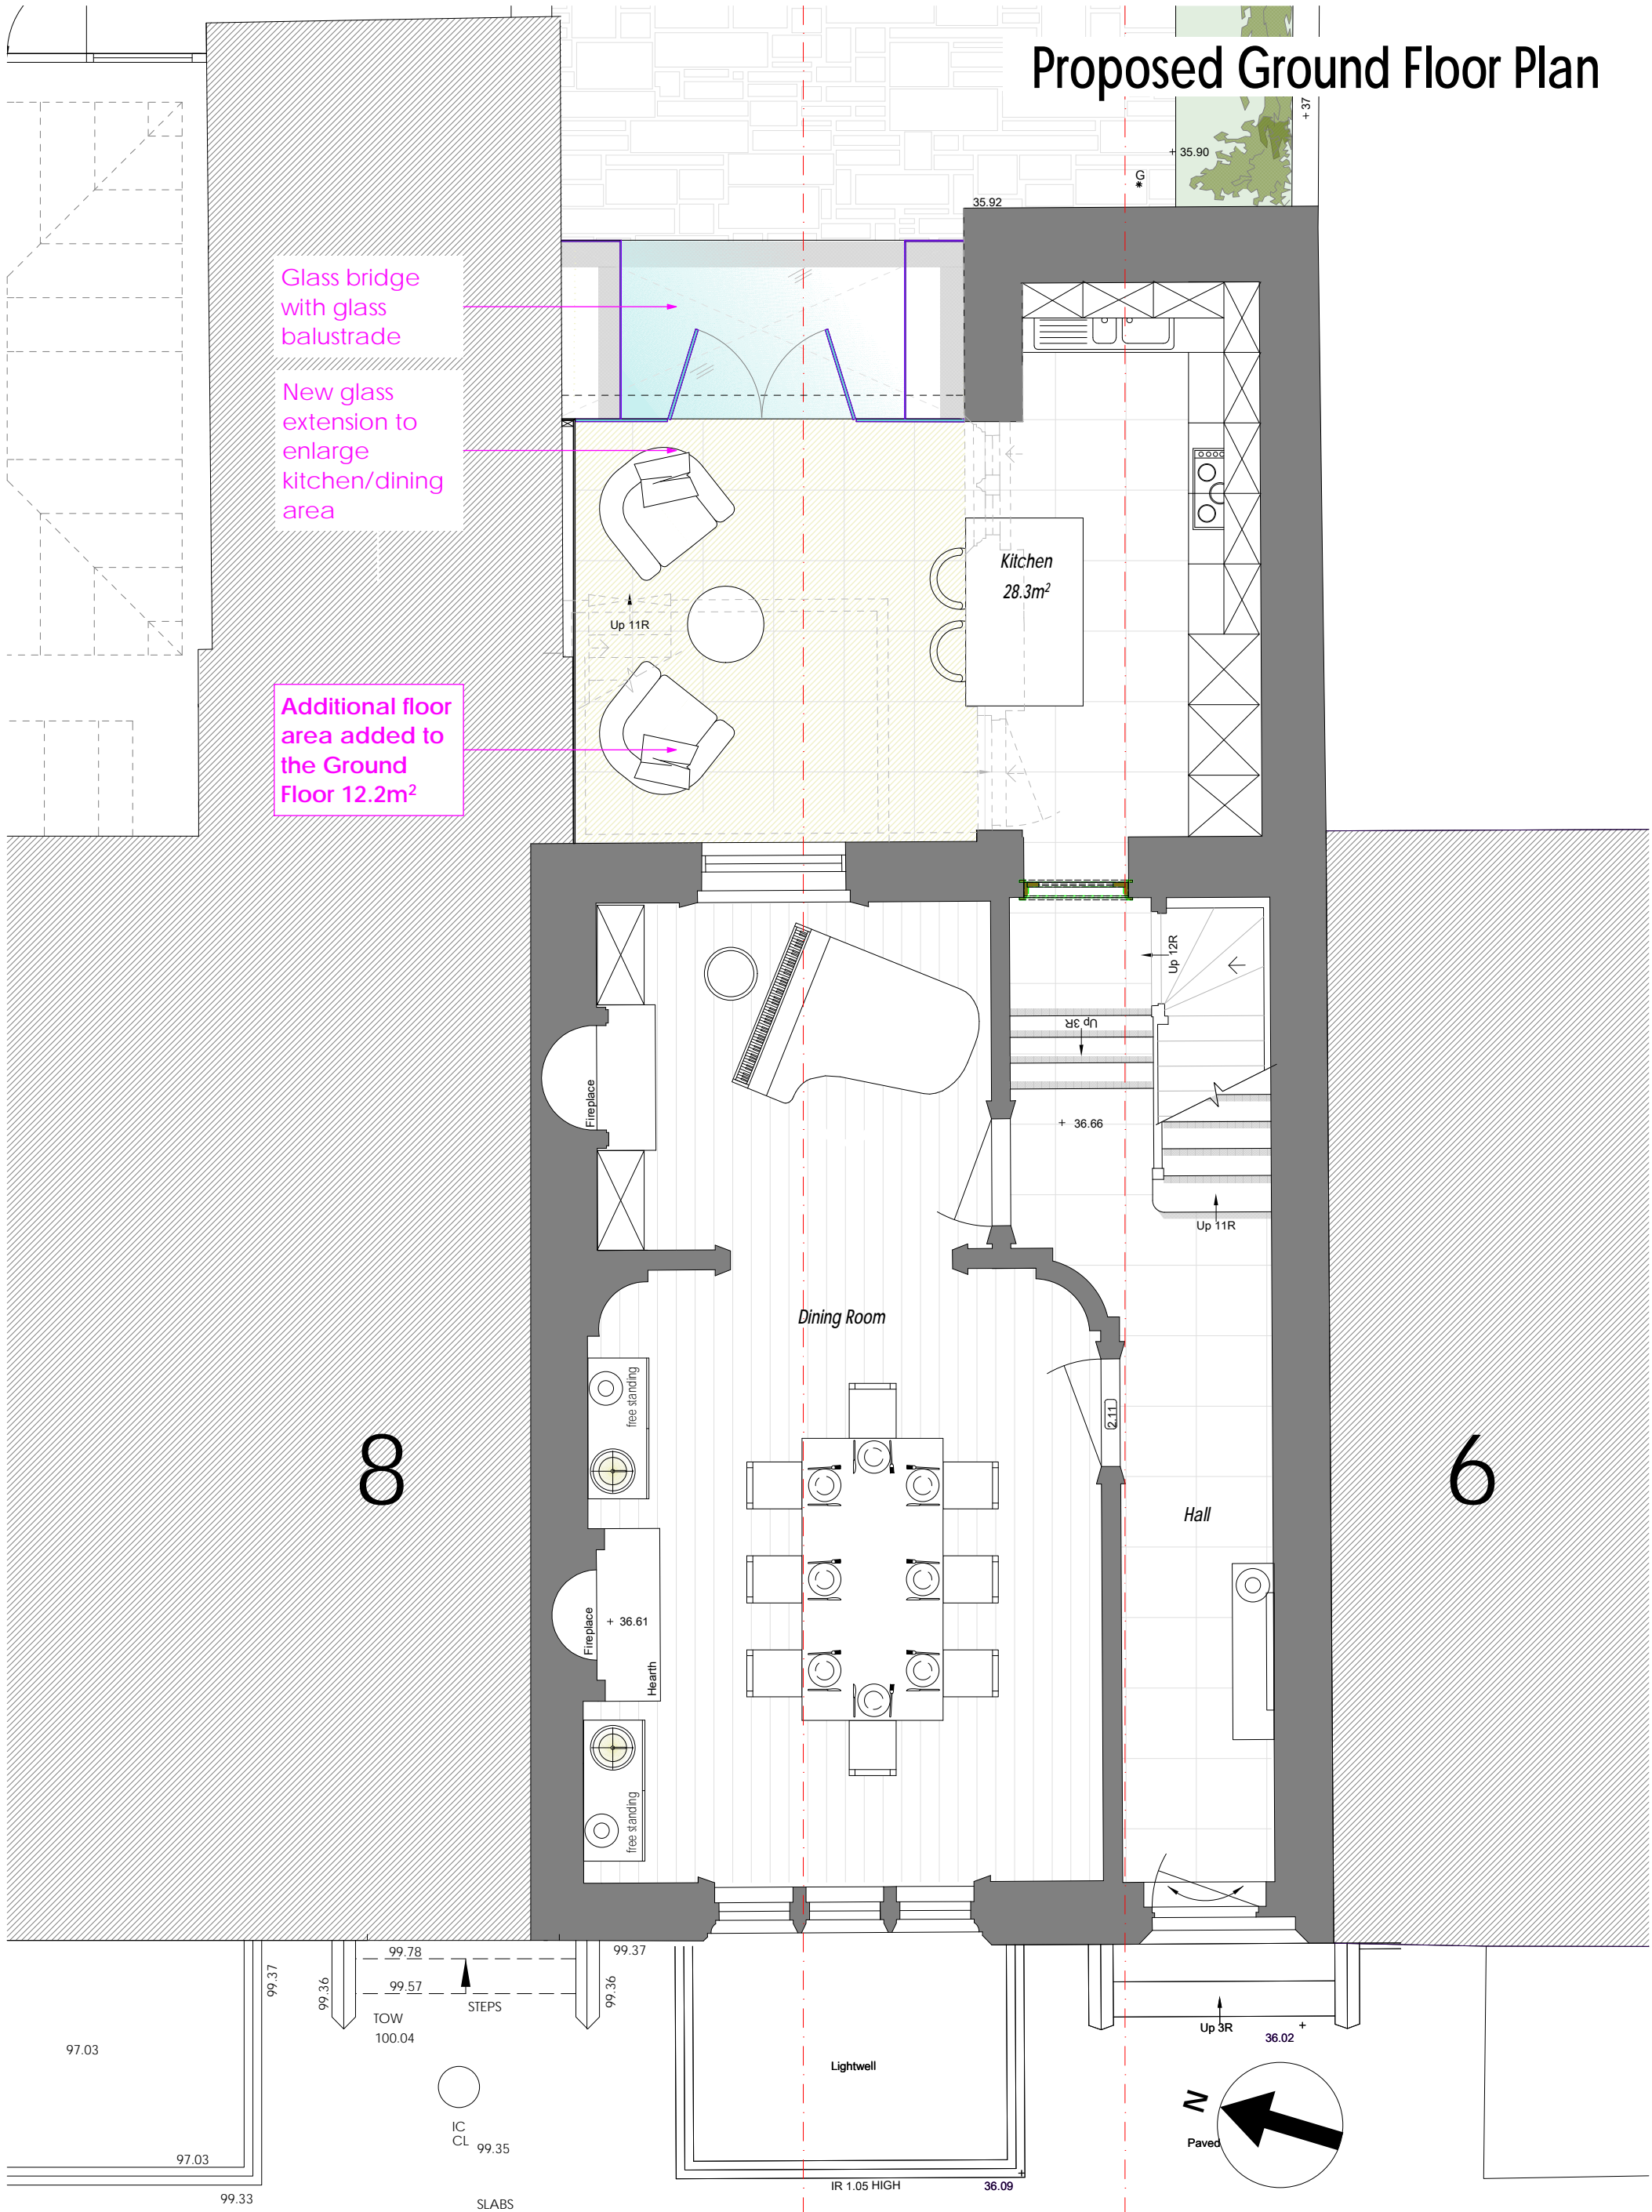 Proposed Ground Floor Plan
+ 37
+ 35.90
G
35.92
Glass bridge
with glass
balustrade
New glass
extension to
enlarge
kitchen/dining
area
Kitchen
28.3m²
Up 11R
Additional floor
area added to
the Ground
Floor 12.2m²
Up 12R
Up 3R
Fireplace
+ 36.66
Up 11R
Dining Room
free standing
2.11
8
6
Hall
Fireplace
+ 36.61
Hearth
free standing
99.78
99.37
99.37
99.36
99.57
99.36
STEPS
TOW
100.04
Up 3R
+
36.02
97.03
Lightwell
N
IC
CL
99.35
Paved
97.03
IR 1.05 HIGH
36.09
+
99.33
SLABS